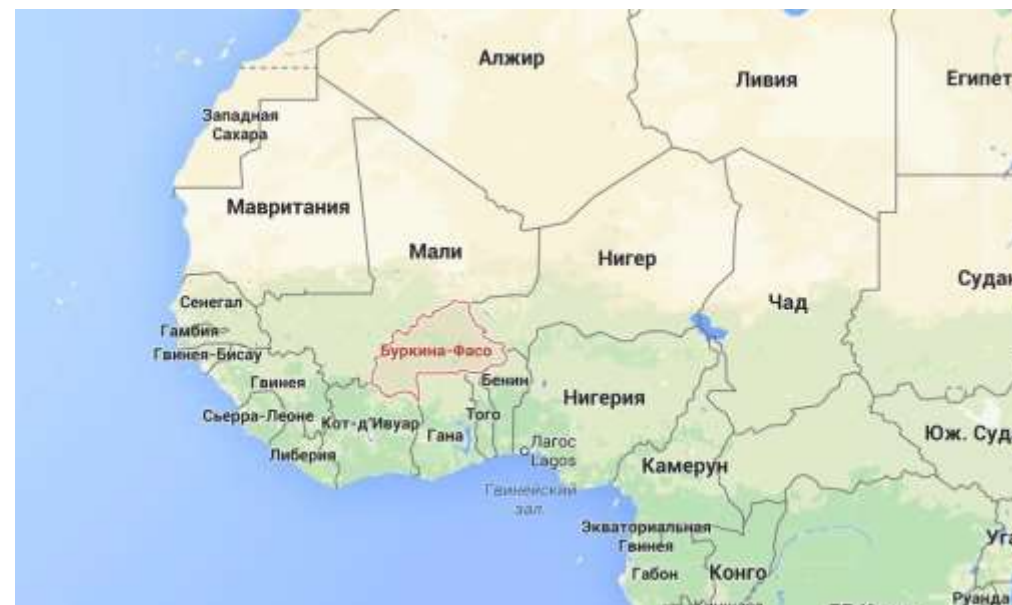 Алжир
Ливия
Египет
Западная
Сахара
Мавритания
Мали
Нигер
Чад
Судан
Сенегал
Гамбия
Гвинея-Бисау
Буркина-Фасо
Гвинея
Бенин
Нигерия
Сьерра-Леоне
Кот-д'Ивуар
Того
Гана
Юж. Суд
Либерия
Лагос
Lagos
Камерун
Гвинейский
зал.
Экваториальная
Гвинея
Уга
Габон
Конго
Руанда